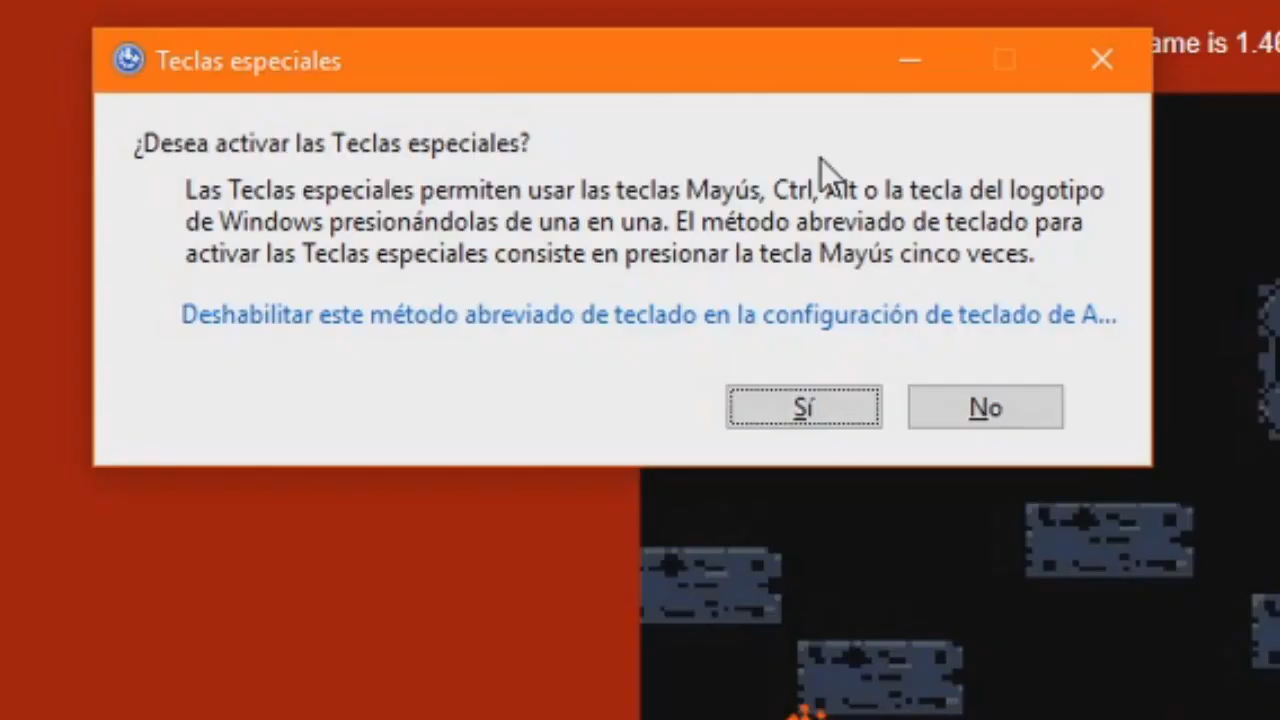 Teclas especiales
ame is 1.46
¿Desea activar las Teclas especiales?
Las Teclas especiales permiten usar las teclas Mayús, Ctrl, Alt o la tecla del logotipo
de Windows presionándolas de una en una. El método abreviado de teclado para
activar las Teclas especiales consiste en presionar la tecla Mayús cinco veces.
Deshabilitar este método abreviado de teclado en la configuración de teclado de A...
Sí
No